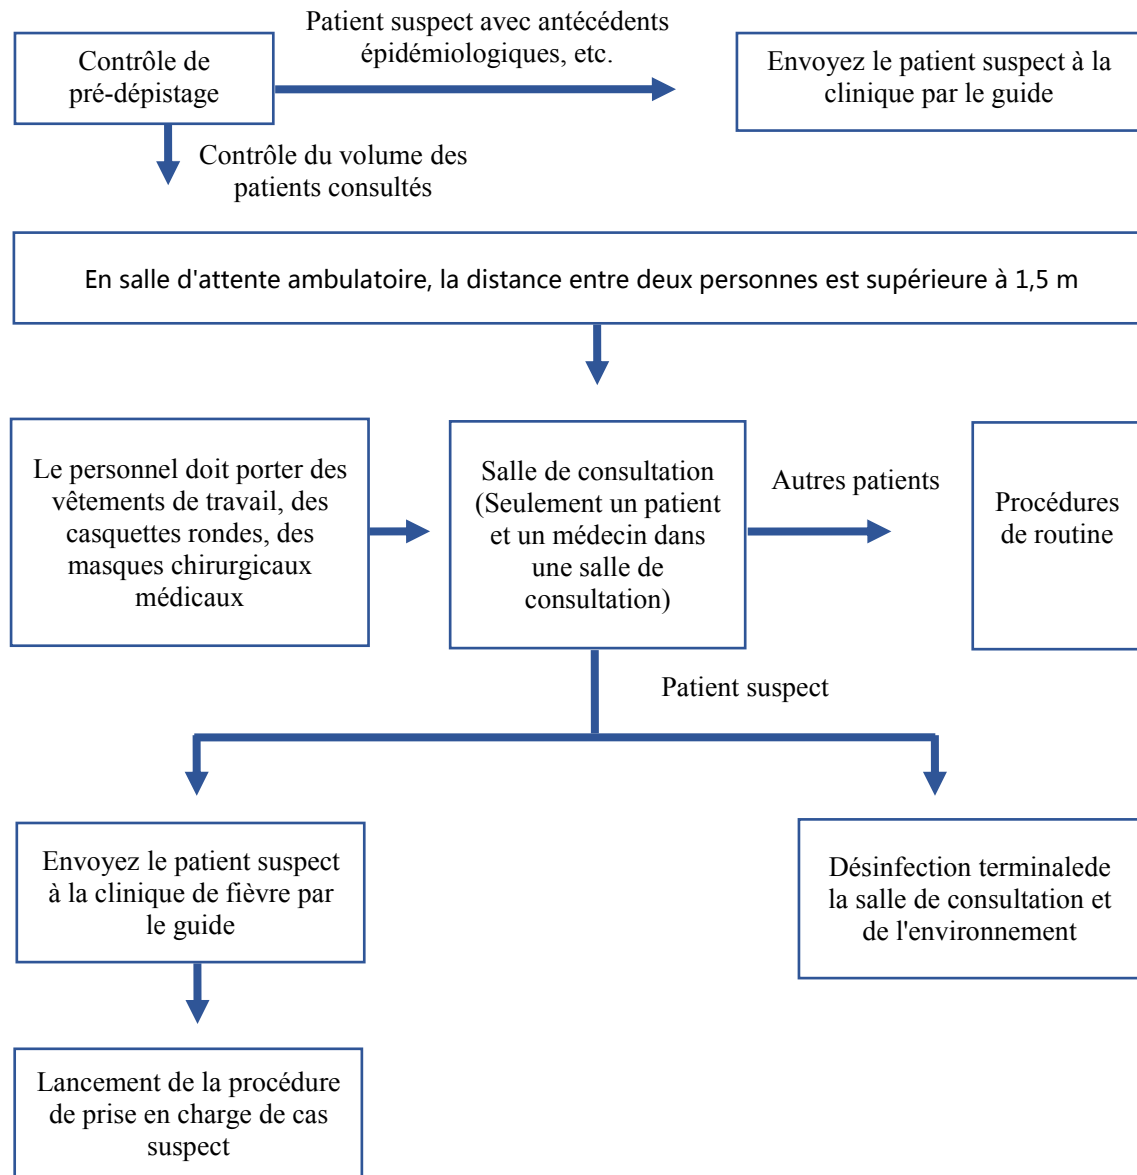 Patient suspect avec antécédents
épidémiologiques, etc.
Contrôle de
pré-dépistage
Envoyez le patient suspect à la
clinique par le guide
Contrôle du volume des
patients consultés
En salle d'attente ambulatoire, la distance entre deux personnes est supérieure à 1,5 m
Le personnel doit porter des
vêtements de travail, des
casquettes rondes, des
masques chirurgicaux
médicaux
Salle de consultation
(Seulement un patient
et un médecin dans
une salle de
consultation)
Autres patients
Procédures
de routine
Patient suspect
Envoyez le patient suspect
à la clinique de fièvre par
le guide
Désinfection terminalede
la salle de consultation et
de l'environnement
Lancement de la procédure
de prise en charge de cas
suspect